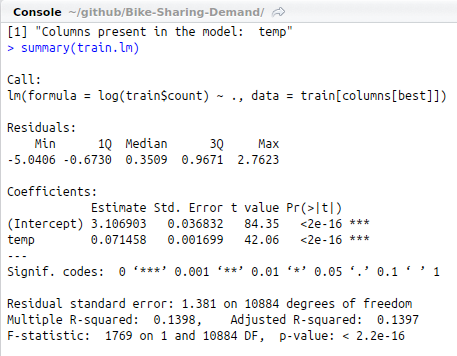 Console ~/github/Bike-Sharing-Demand/
[1] "Columns present in the model:  temp"
> summary(train.lm)

Call:
lm(formula = log(train$count) ~ ., data = train[columns[best]])

Residuals:
    Min      1Q  Median      3Q     Max
-5.0406 -0.6730  0.3509  0.9671  2.7623

Coefficients:
            Estimate Std. Error t value Pr(>|t|)
(Intercept) 3.106903   0.036832   84.35   <2e-16 ***
temp        0.071458   0.001699   42.06   <2e-16 ***
---
Signif. codes:  0 ‘***’ 0.001 ‘**’ 0.01 ‘*’ 0.05 ‘.’ 0.1 ‘ ’ 1

Residual standard error: 1.381 on 10884 degrees of freedom
Multiple R-squared:  0.1398,	Adjusted R-squared:  0.1397
F-statistic:  1769 on 1 and 10884 DF,  p-value: < 2.2e-16